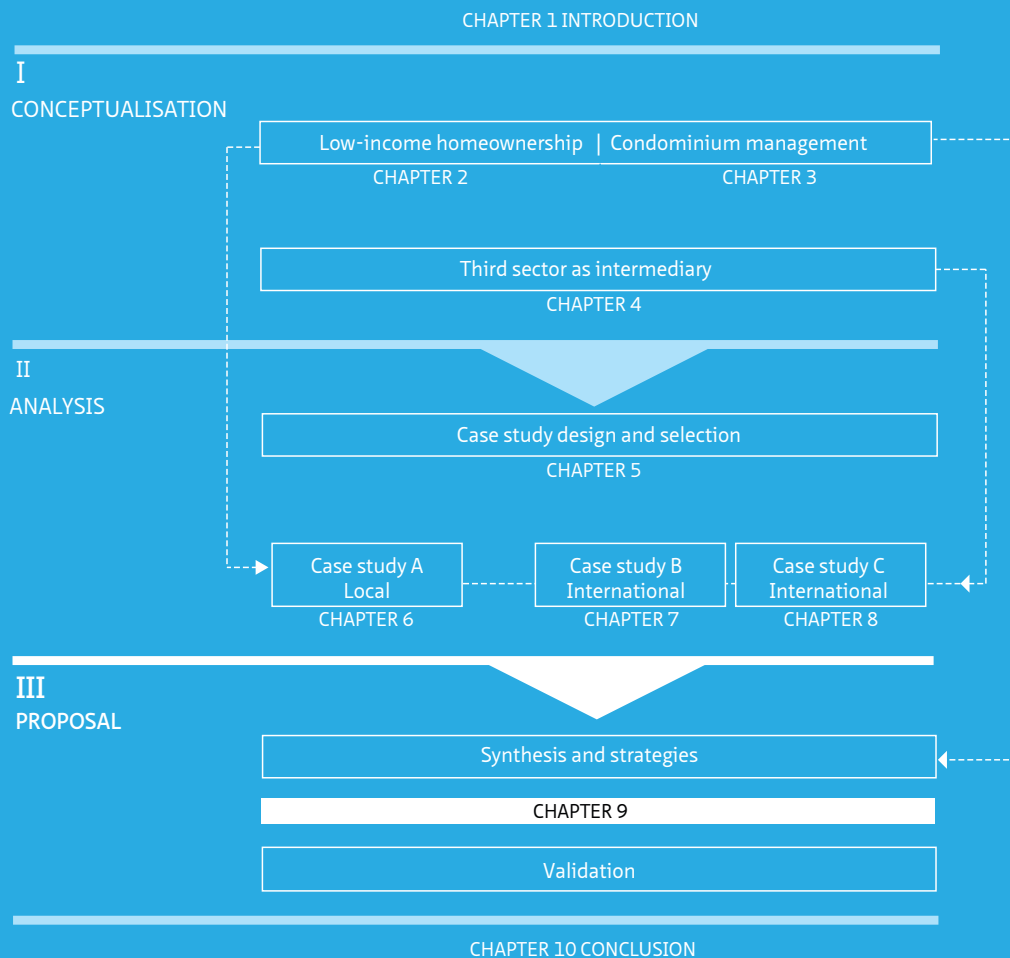 CHAPTER 1 INTRODUCTION
I
CONCEPTUALISATION
Low-income homeownership | Condominium management
CHAPTER 2 CHAPTER 3
Third sector as intermediary
CHAPTER 4
II
ANALYSIS
Case study design and selection
CHAPTER 5
Case study A
Local
CHAPTER 6
Case study B
International
CHAPTER 7
Case study C
International
CHAPTER 8
III
PROPOSAL
Synthesis and strategies
CHAPTER 9
Validation
CHAPTER 10 CONCLUSION